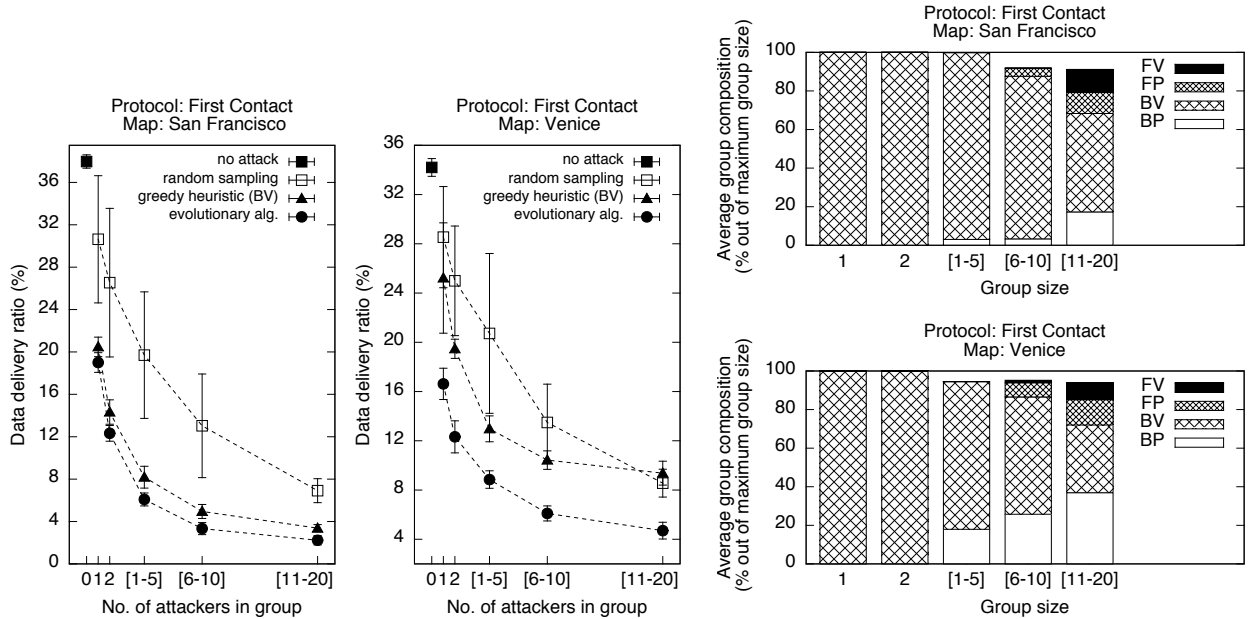 Protocol: First Contact
Map: San Francisco
Data delivery ratio (%)
36
32
28
24
20
16
12
8
4
0
no attack
random sampling
greedy heuristic (BV)
evolutionary alg.
0 1 2 [1-5] [6-10] [11-20]
No. of attackers in group
Protocol: First Contact
Map: Venice
Data delivery ratio (%)
36
32
28
24
20
16
12
8
4
no attack
random sampling
greedy heuristic (BV)
evolutionary alg.
0 1 2 [1-5] [6-10] [11-20]
No. of attackers in group
Protocol: First Contact
Map: San Francisco
Average group composition
(% out of maximum group size)
100
80
60
40
20
0
FV
FP
BV
BP
1 2 [1-5] [6-10] [11-20]
Group size
Protocol: First Contact
Map: Venice
Average group composition
(% out of maximum group size)
100
80
60
40
20
0
FV
FP
BV
BP
1 2 [1-5] [6-10] [11-20]
Group size